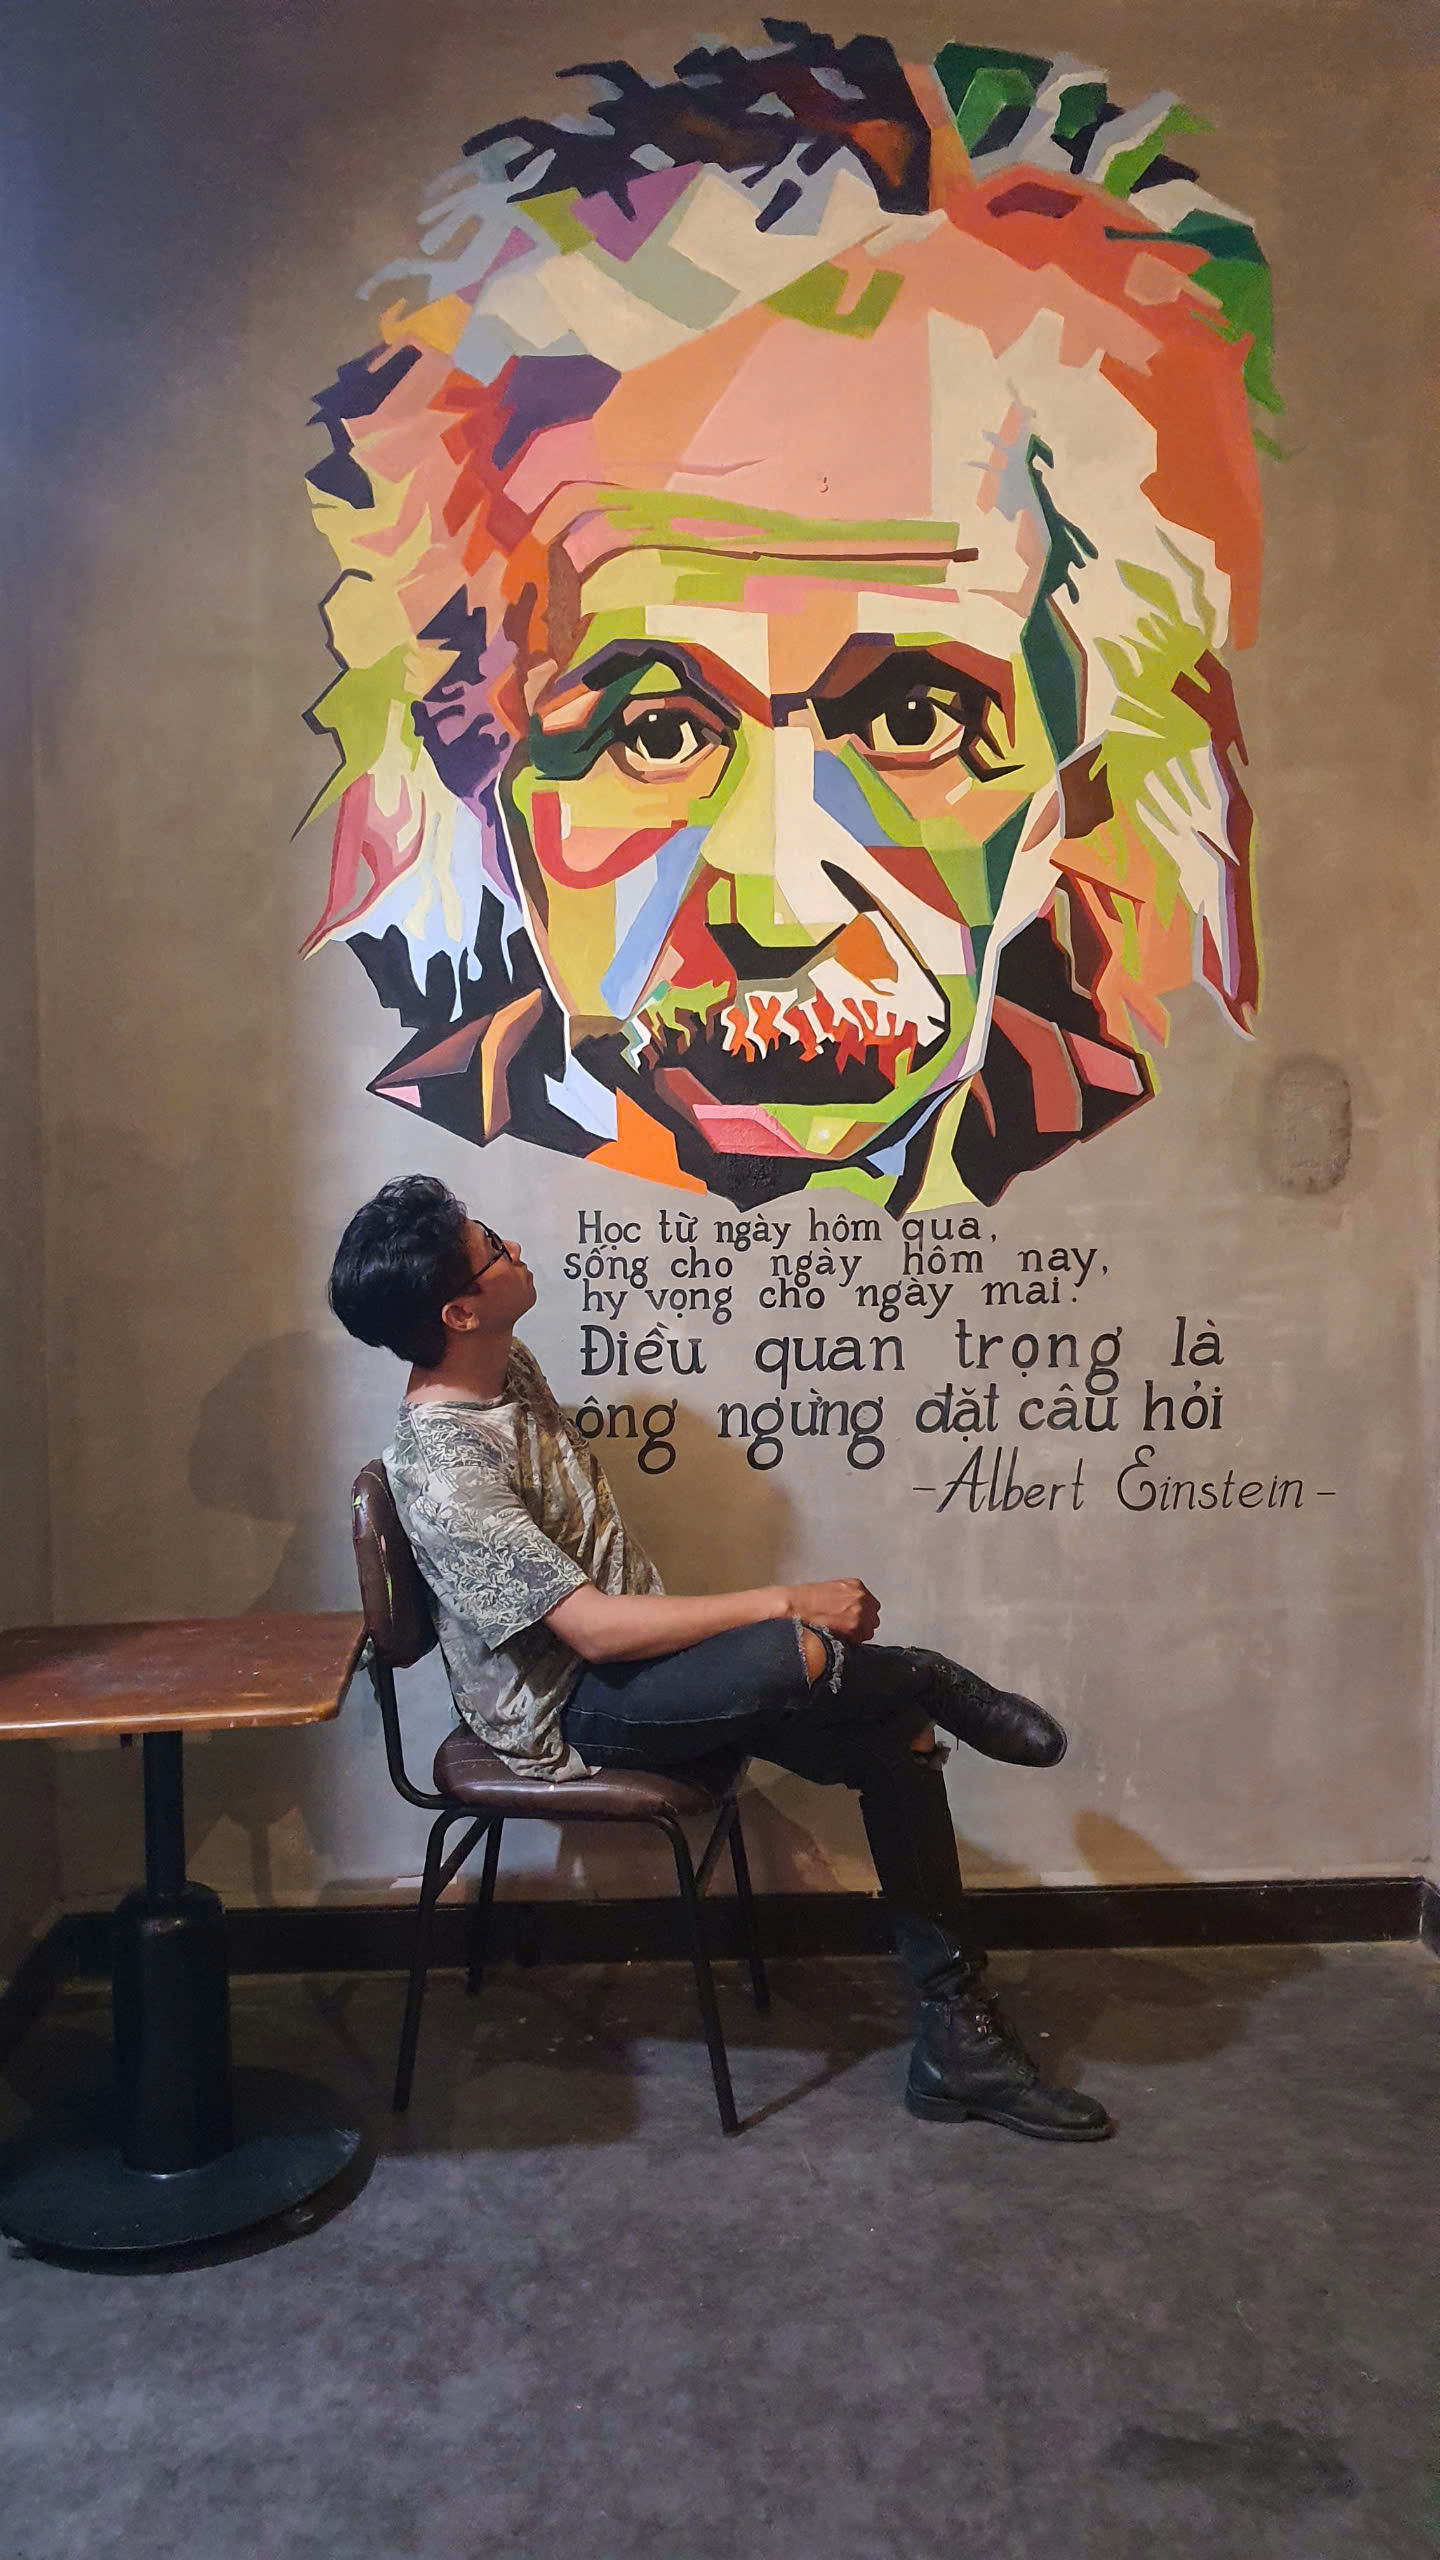 Học từ ngày hôm qua,
sống cho ngày hôm nay,
hy vọng cho ngày mai.
Điều quan trọng là
ông ngừng đặt câu hỏi
-Albert Einstein-